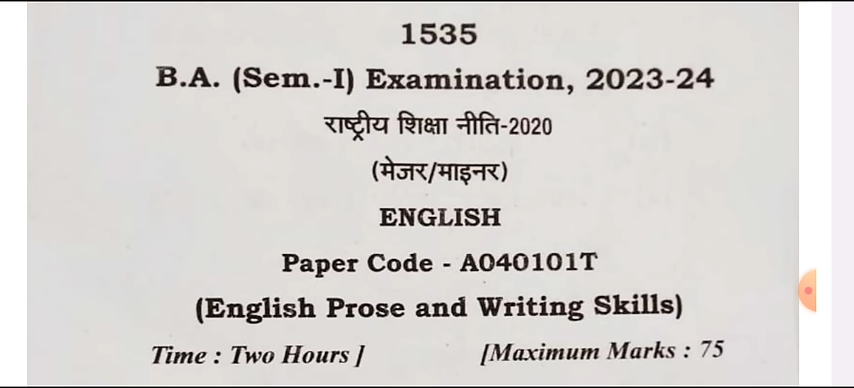 1535
B.A. (Sem.-I) Examination, 2023-24
राष्ट्रीय शिक्षा नीति-2020
(मेजर/माइनर)
ENGLISH
Paper Code - A040101T
(English Prose and Writing Skills)
Time : Two Hours ] [Maximum Marks : 75